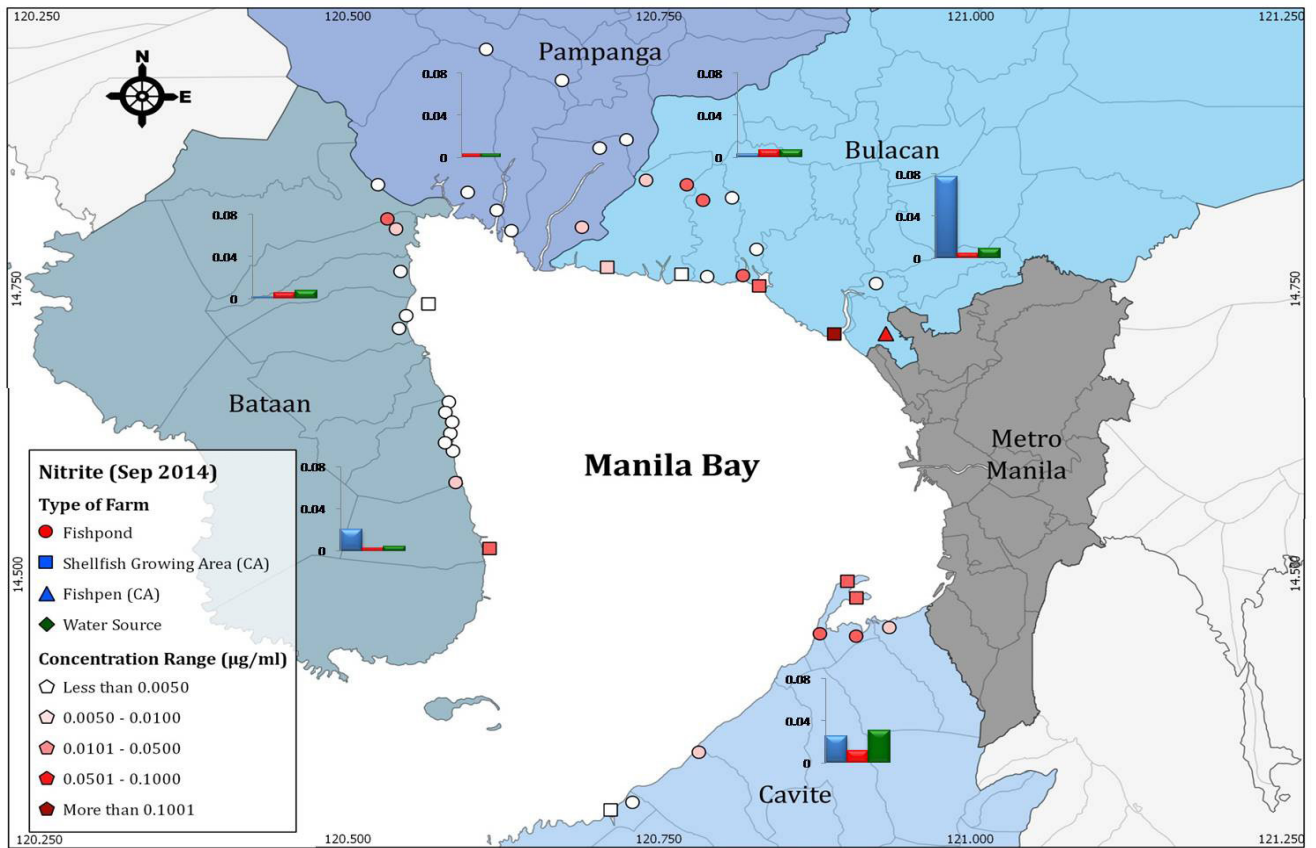 120.250
120.500
120.750
121.000
121.250
N
E
Pampanga
0.08
0.04
0
0.08
0.04
0
Bulacan
0.08
0.04
0
0.08
0.04
0
14.750
14.750
Bataan
Metro
Manila
Manila Bay
0.08
0.04
0
14.500
14.500
Nitrite (Sep 2014)
Type of Farm
Fishpond
Shellfish Growing Area (CA)
Fishpen (CA)
Water Source
Concentration Range (µg/ml)
Less than 0.0050
0.0050 - 0.0100
0.0101 - 0.0500
0.0501 - 0.1000
More than 0.1001
0.08
0.04
0
Cavite
120.250
120.500
120.750
121.000
121.250